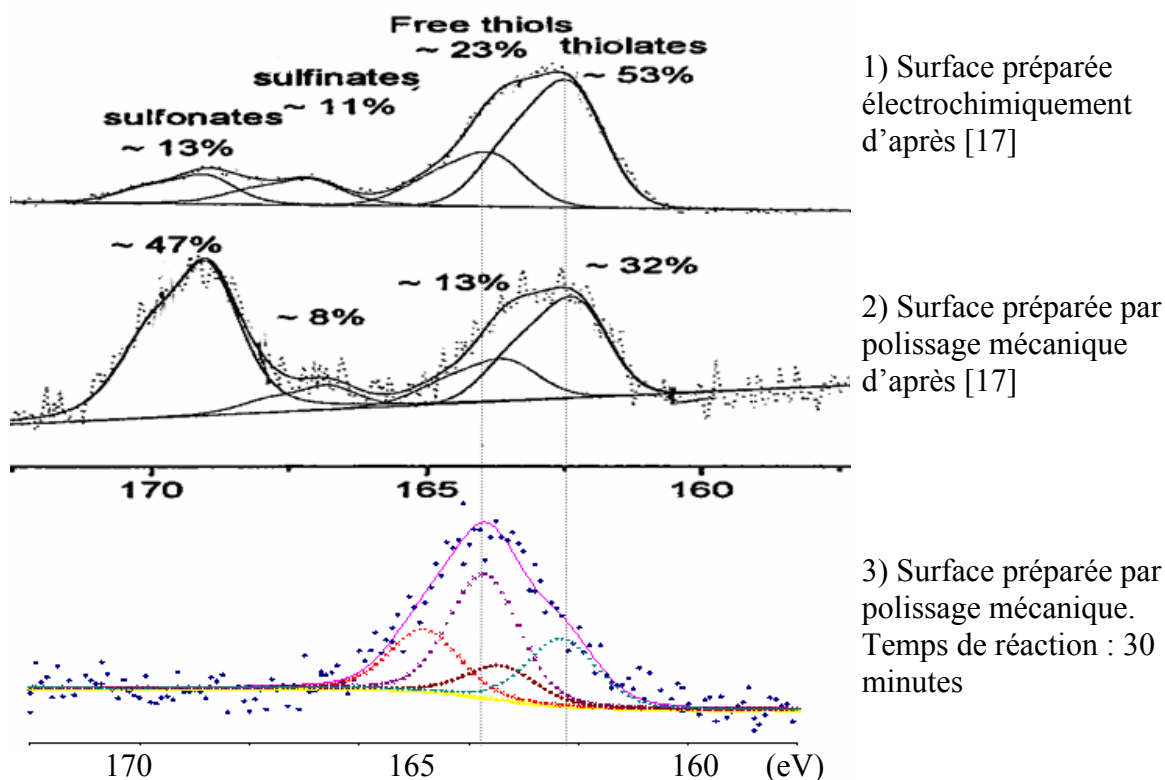 Free thiols
~ 23%
thiolates
~ 53%
sulfinates
~ 11%
sulfonates
~ 13%
1) Surface préparée
électrochimiquement
d'après [17]
~ 47%
~ 8%
~ 13%
~ 32%
2) Surface préparée par
polissage mécanique
d'après [17]
170 165 160
3) Surface préparée par
polissage mécanique.
Temps de réaction : 30
minutes
170 165 160 (eV)